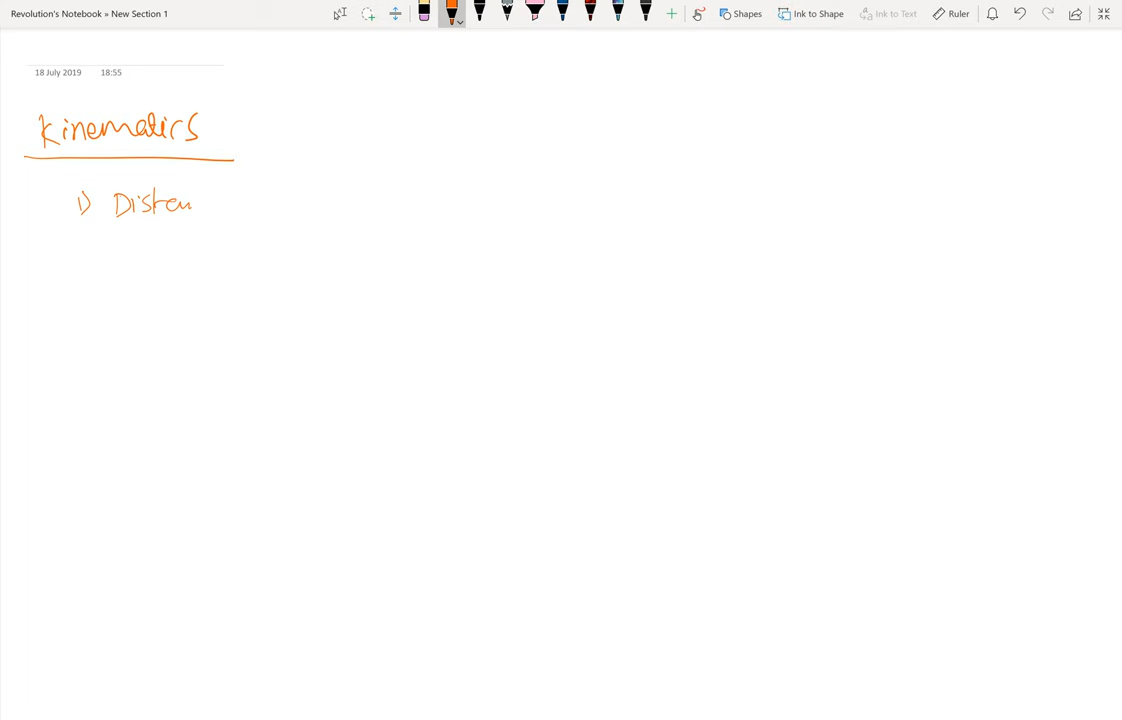 Revolution's Notebook » New Section 1
Shapes
Ink to Shape
Ink to Text
Ruler
18 July 2019 18:55
Kinematics
1) Distan